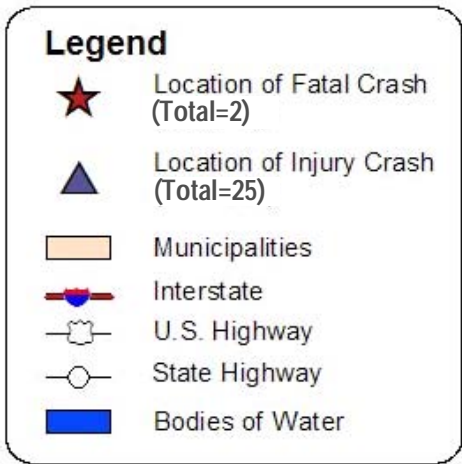 Legend
Location of Fatal Crash
(Total=2)
Location of Injury Crash
(Total=25)
Municipalities
Interstate
U.S. Highway
State Highway
Bodies of Water